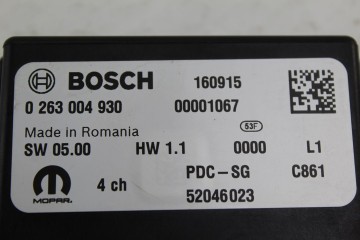 BOSCH 160915
0 263 004 930 00001067
Made in Romania 53F
SW 05.00 HW 1.1 0000 L1
4 ch PDC-SG C861
MOPAR. 52046023